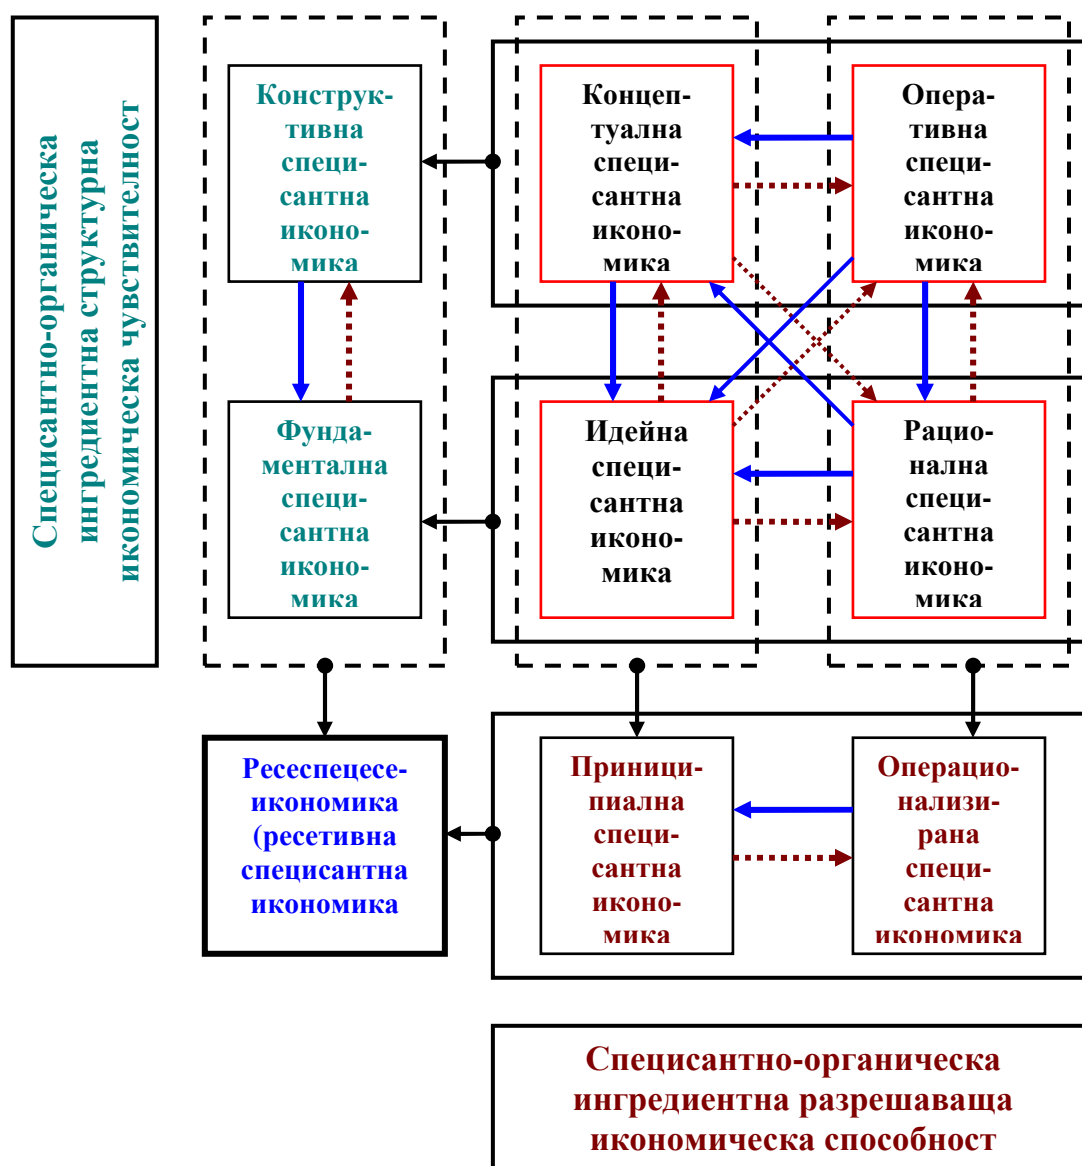 Специсантно-органическа
ингредиентна структурна
икономическа чувствителност
Конструк-
тивна
специ-
сантна
иконо-
мика
Концеп-
туална
специ-
сантна
иконо-
мика
Опера-
тивна
специ-
сантна
иконо-
мика
Фунда-
ментална
специ-
сантна
иконо-
мика
Идейна
специ-
сантна
иконо-
мика
Рацио-
нална
специ-
сантна
иконо-
мика
Ресеспецесе-
икономика
(ресетивна
специсантна
икономика
Приници-
пиална
специ-
сантна
иконо-
мика
Операцио-
нализи-
рана
специ-
сантна
икономика
Специсантно-органическа
ингредиентна разрешаваща
икономическа способност